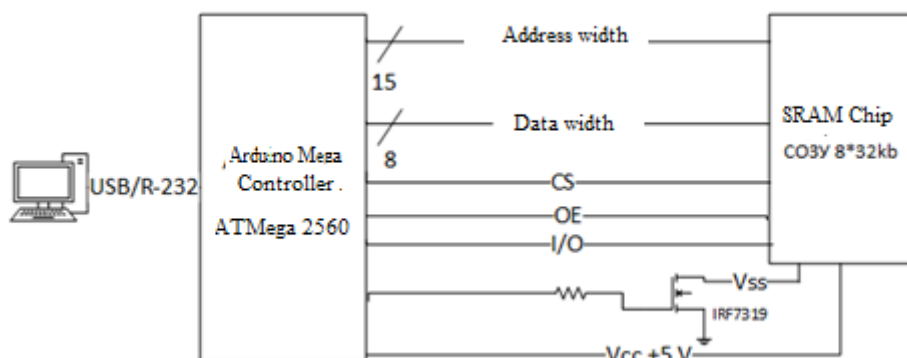 Address width
15
Data width
8
SRAM Chip
СОЗУ 8*32kb
USB/R-232
Arduino Mega
Controller .
ATMega 2560
CS
OE
I/O
Vss
IRF7319
Vcc +5 V